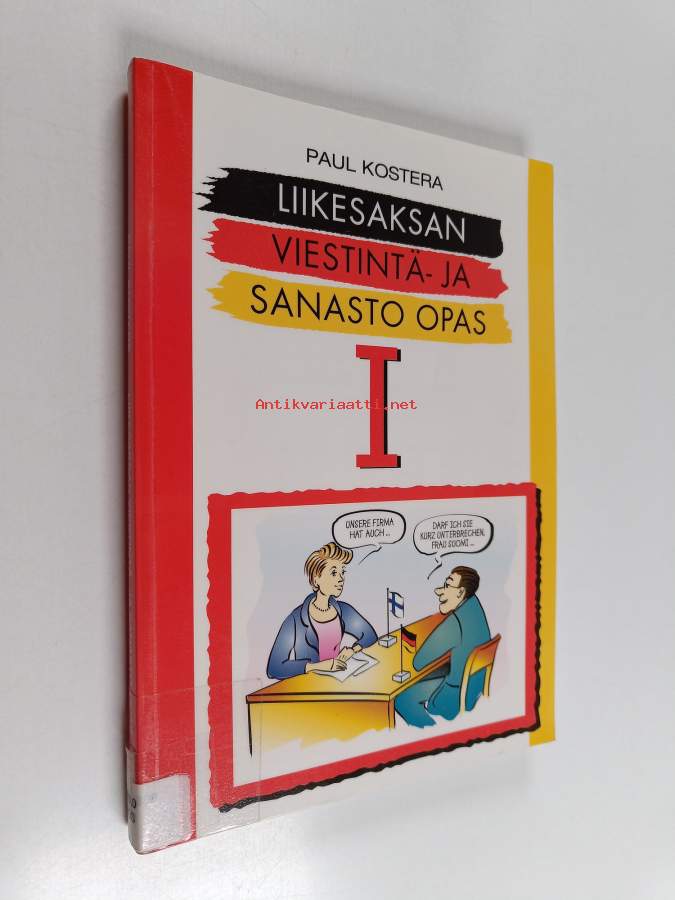 PAUL KOSTERA
LIIKESAKSAN
VIESTINTÄ- JA
SANASTO OPAS
I
Antikvariaatti.net
UNSERE FIRMA
HAT AUCH ...
DARF ICH SIE
KURZ UNTERBRECHEN,
FRAU SUOMI ...